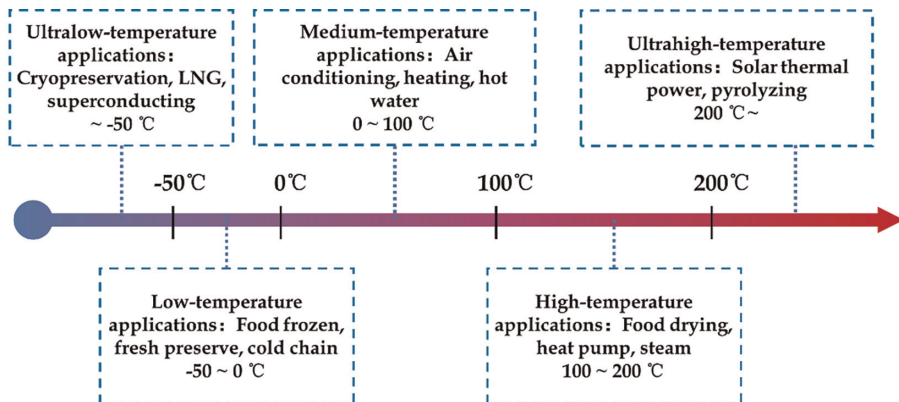 Ultralow-temperature
applications：
Cryopreservation, LNG,
superconducting
~ -50 ℃
Medium-temperature
applications：Air
conditioning, heating, hot
water
0 ~ 100 ℃
Ultrahigh-temperature
applications：Solar thermal
power, pyrolyzing
200 ℃~
-50℃
0℃
100℃
200℃
Low-temperature
applications：Food frozen,
fresh preserve, cold chain
-50 ~ 0 ℃
High-temperature
applications：Food drying,
heat pump, steam
100 ~ 200 ℃